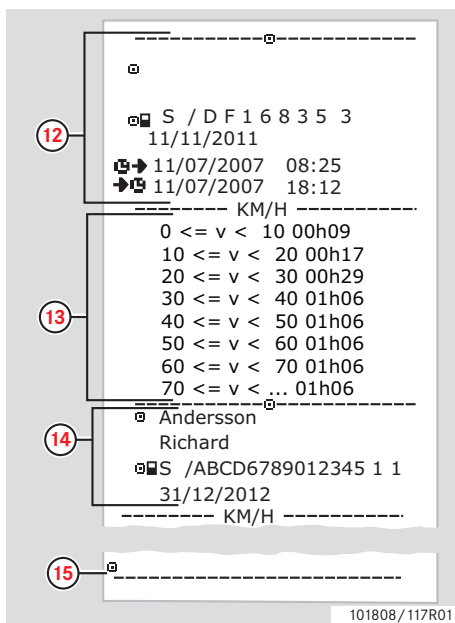 12
S / D F 1 6 8 3 5 3
11/11/2011
11/07/2007 08:25
11/07/2007 18:12
-------- KM/H --------------
0 <= v < 10 00h09
10 <= v < 20 00h17
20 <= v < 30 00h29
13
30 <= v < 40 01h06
40 <= v < 50 01h06
50 <= v < 60 01h06
60 <= v < 70 01h06
70 <= v < ... 01h06
Andersson
14
Richard
S /ABCD6789012345 1 1
31/12/2012
-------- KM/H --------------
15
101808/117R01